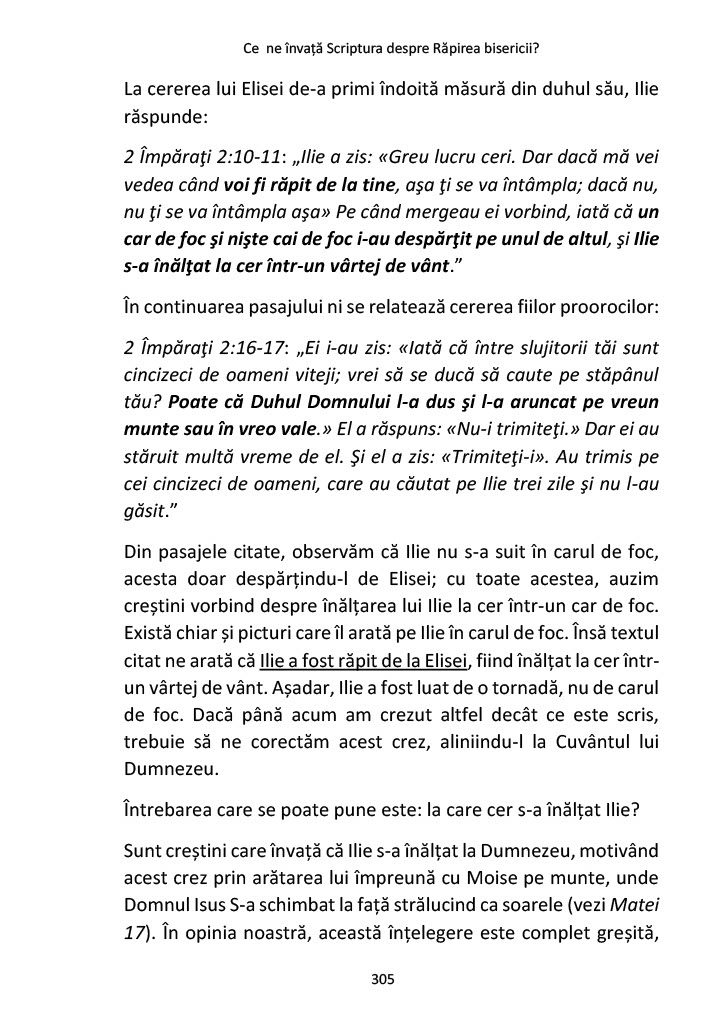 Ce  ne învață Scriptura despre Răpirea bisericii?
La cererea lui Elisei de-a primi îndoită măsură din duhul său, Ilie
răspunde:
2 Împăraţi 2:10-11: „Ilie a zis: «Greu lucru ceri. Dar dacă mă vei
vedea când voi fi răpit de la tine, aşa ţi se va întâmpla; dacă nu,
nu ţi se va întâmpla aşa» Pe când mergeau ei vorbind, iată că un
car de foc şi nişte cai de foc i-au despărţit pe unul de altul, şi Ilie
s-a înălţat la cer într-un vârtej de vânt.”
În continuarea pasajului ni se relatează cererea fiilor proorocilor:
2 Împăraţi 2:16-17: „Ei i-au zis: «Iată că între slujitorii tăi sunt
cincizeci de oameni viteji; vrei să se ducă să caute pe stăpânul
tău? Poate că Duhul Domnului l-a dus şi l-a aruncat pe vreun
munte sau în vreo vale.» El a răspuns: «Nu-i trimiteţi.» Dar ei au
stăruit multă vreme de el. Şi el a zis: «Trimiteţi-i». Au trimis pe
cei cincizeci de oameni, care au căutat pe Ilie trei zile şi nu l-au
găsit.”
Din pasajele citate, observăm că Ilie nu s-a suit în carul de foc,
acesta doar despărțindu-l de Elisei; cu toate acestea, auzim
creștini vorbind despre înălțarea lui Ilie la cer într-un car de foc.
Există chiar și picturi care îl arată pe Ilie în carul de foc. Însă textul
citat ne arată că Ilie a fost răpit de la Elisei, fiind înălțat la cer într-
un vârtej de vânt. Așadar, Ilie a fost luat de o tornadă, nu de carul
de foc. Dacă până acum am crezut altfel decât ce este scris,
trebuie să ne corectăm acest crez, aliniindu-l la Cuvântul lui
Dumnezeu.
Întrebarea care se poate pune este: la care cer s-a înălțat Ilie?
Sunt creștini care învață că Ilie s-a înălțat la Dumnezeu, motivând
acest crez prin arătarea lui împreună cu Moise pe munte, unde
Domnul Isus S-a schimbat la față strălucind ca soarele (vezi Matei
17). În opinia noastră, această înțelegere este complet greșită,
305